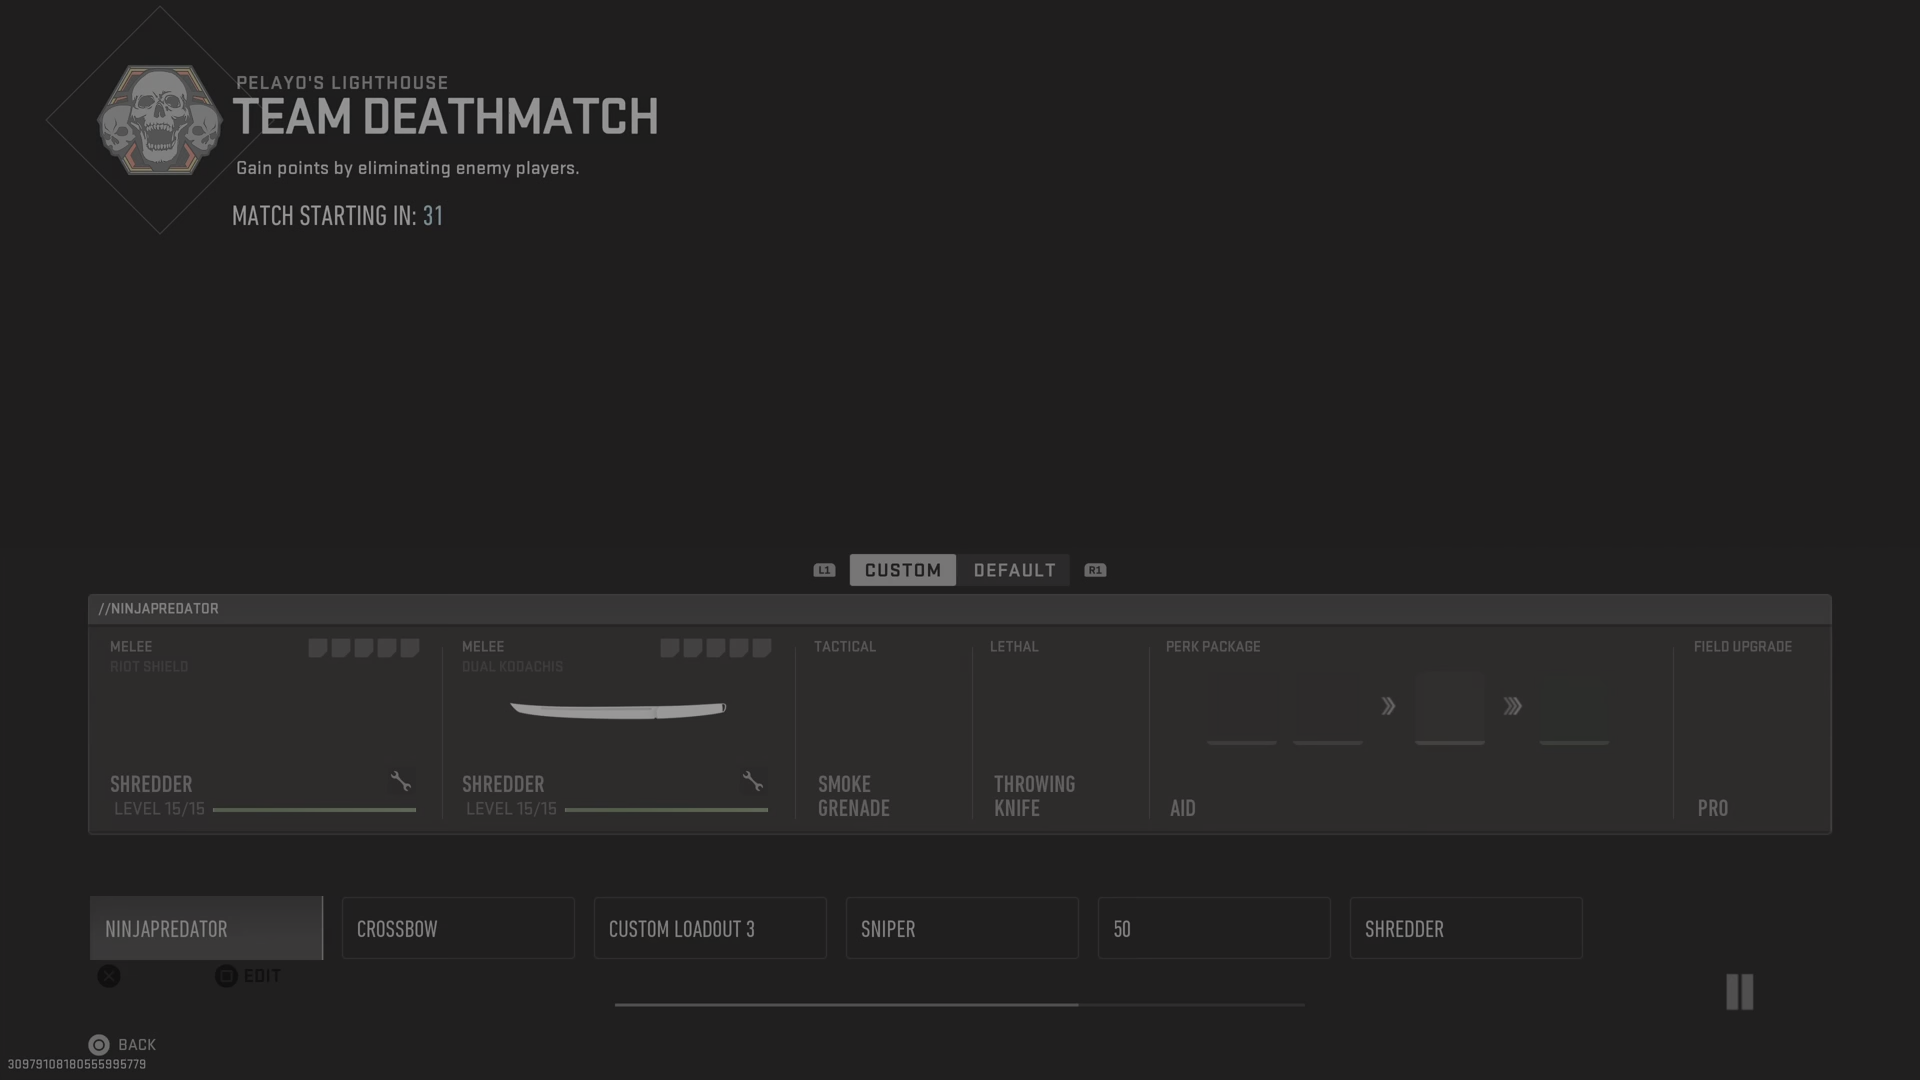 PELAYO'S LIGHTHOUSE
TEAM DEATHMATCH
Gain points by eliminating enemy players.
MATCH STARTING IN: 31
L1 CUSTOM DEFAULT R1
//NINJAPREDATOR
MELEE
RIOT SHIELD
SHREDDER
LEVEL 15/15
MELEE
DUAL KODACHIS
SHREDDER
LEVEL 15/15
TACTICAL
SMOKE
GRENADE
LETHAL
THROWING
KNIFE
PERK PACKAGE
AID
FIELD UPGRADE
PRO
NINJAPREDATOR
CROSSBOW
CUSTOM LOADOUT 3
SNIPER
50
SHREDDER
EDIT
BACK
30979108180555995779